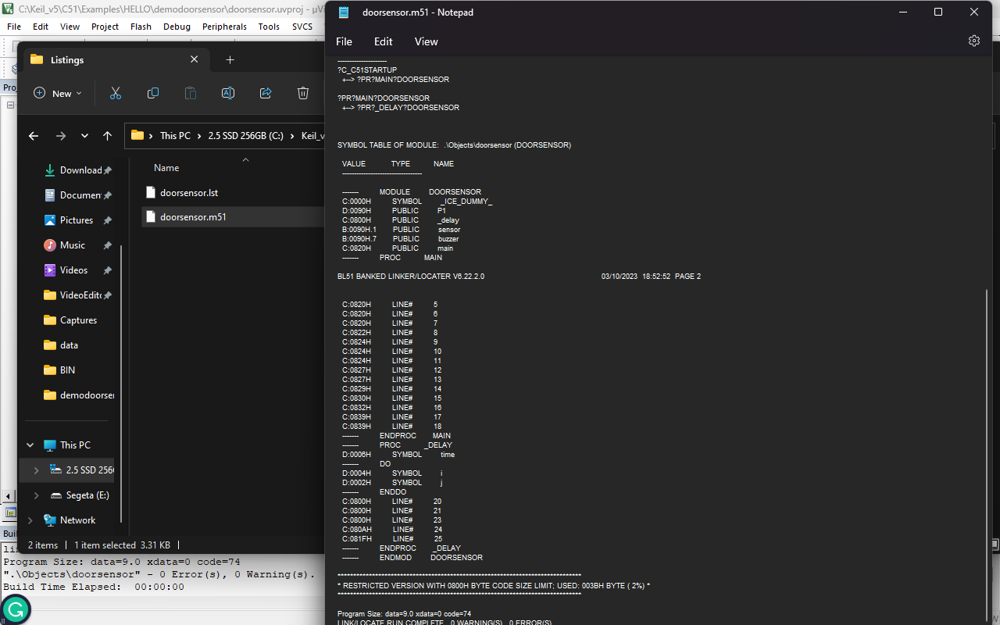 C:\Keil_v5\C51\Examples\HELLO\demodoorsensor\doorsensor.uvproj - µVi
File Edit View Project Flash Debug Peripherals Tools SVCS
Listings
New
This PC > 2.5 SSD 256GB (C:) > Keil_v
Name
doorsensor.lst
doorsensor.m51
Download
Documen
Pictures
Music
Videos
VideoEdit
Captures
data
BIN
demodoorse
This PC
2.5 SSD 256
Segeta (E:)
Network
2 items | 1 item selected 3.31 KB |
Program Size: data=9.0 xdata=0 code=74
".\Objects\doorsensor" - 0 Error(s), 0 Warning(s).
Build Time Elapsed:  00:00:00
doorsensor.m51 - Notepad
File Edit View
---------------------
?C_C51STARTUP
+--> ?PR?MAIN?DOORSENSOR
?PR?MAIN?DOORSENSOR
+--> ?PR?_DELAY?DOORSENSOR
SYMBOL TABLE OF MODULE:  .\Objects\doorsensor (DOORSENSOR)
VALUE TYPE NAME
----------------------------------
------- MODULE DOORSENSOR
C:0000H SYMBOL _ICE_DUMMY_
D:0090H PUBLIC P1
C:0800H PUBLIC _delay
B:0090H.1 PUBLIC sensor
B:0090H.7 PUBLIC buzzer
C:0820H PUBLIC main
------- PROC MAIN
BL51 BANKED LINKER/LOCATER V6.22.2.0 03/10/2023  18:52:52  PAGE 2
C:0820H LINE# 5
C:0820H LINE# 6
C:0820H LINE# 7
C:0822H LINE# 8
C:0824H LINE# 9
C:0824H LINE# 10
C:0824H LINE# 11
C:0827H LINE# 12
C:0827H LINE# 13
C:0829H LINE# 14
C:0830H LINE# 15
C:0832H LINE# 16
C:0839H LINE# 17
C:0839H LINE# 18
------- ENDPROC MAIN
------- PROC _DELAY
D:0006H SYMBOL time
------- DO
D:0004H SYMBOL i
D:0002H SYMBOL j
------- ENDDO
C:0800H LINE# 20
C:0800H LINE# 21
C:0800H LINE# 23
C:080AH LINE# 24
C:081FH LINE# 25
------- ENDPROC _DELAY
------- ENDMOD DOORSENSOR
* RESTRICTED VERSION WITH 0800H BYTE CODE SIZE LIMIT; USED: 003BH BYTE ( 2%) *
Program Size: data=9.0 xdata=0 code=74
LINK/LOCATE RUN COMPLETE.  0 WARNING(S),  0 ERROR(S)